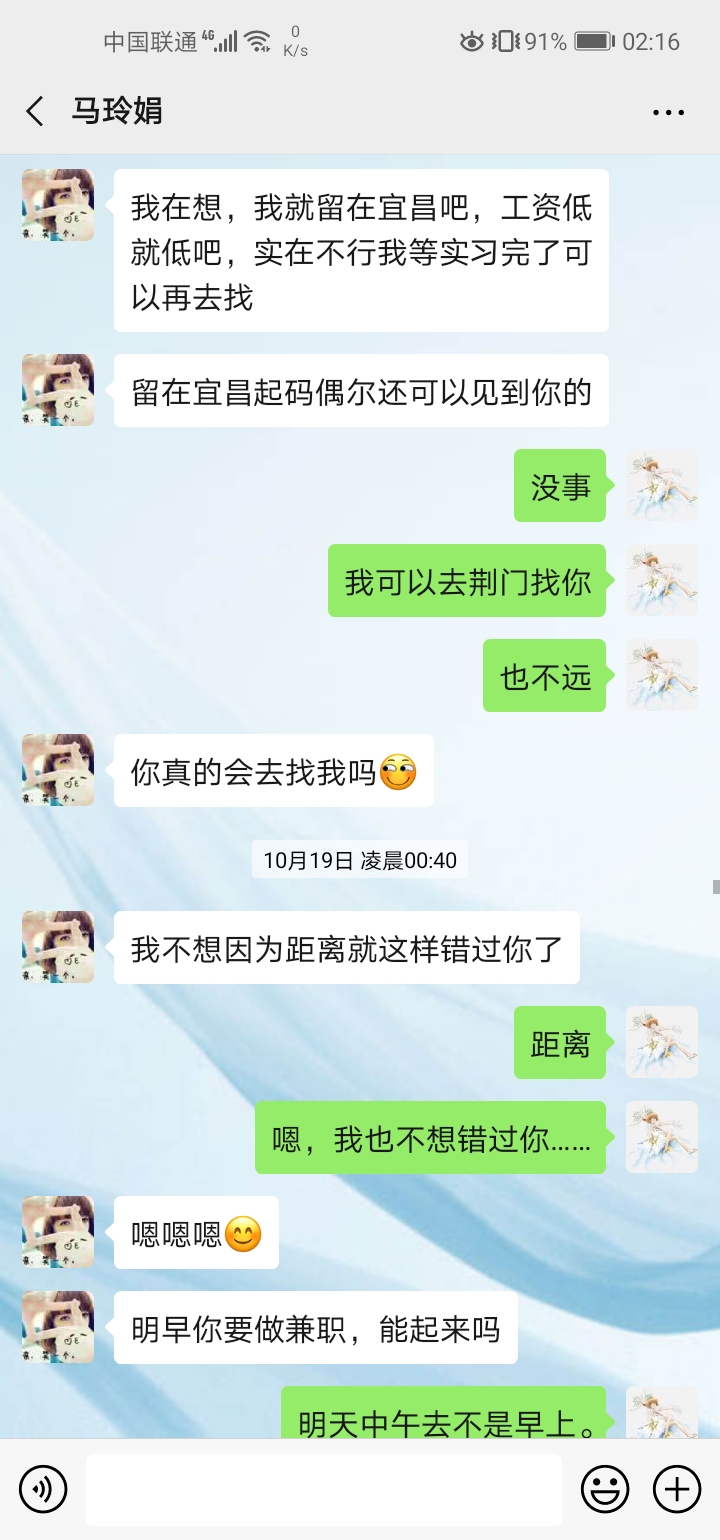 中国联通 4G 0 K/s 91% 02:16
马玲娟
我在想，我就留在宜昌吧，工资低
就低吧，实在不行我等实习完了可
以再去找
留在宜昌起码偶尔还可以见到你的
没事
我可以去荆门找你
也不远
你真的会去找我吗
10月19日 凌晨00:40
我不想因为距离就这样错过你了
距离
嗯，我也不想错过你......
嗯嗯嗯
明早你要做兼职，能起来吗
明天中午去不是早上。